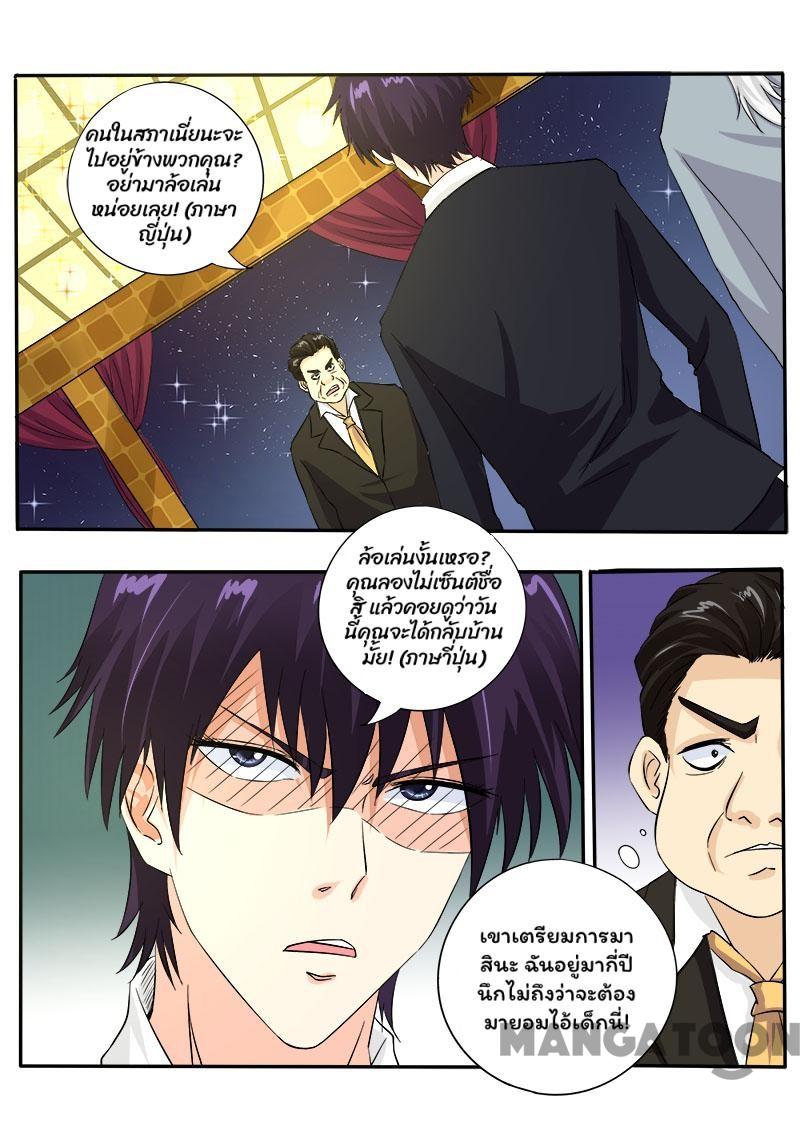 คนในสภาเนี่ยนะจะ
ไปอยู่ข้างพวกคุณ?
อย่ามาล้อเล่น
หน่อยเลย! (ภาษา
ญี่ปุ่น)
ล้อเล่นงั้นเหรอ?
คุณลองไม่เซ็นต์ชื่อ
สิ แล้วคอยดูว่าวัน
นี้คุณจะได้กลับบ้าน
มั้ย! (ภาษาี่ปุ่น)
เขาเตรียมการมา
สินะ ฉันอยู่มากี่ปี
นึกไม่ถึงว่าจะต้อง
มายอมไอ้เด็กนี่!
MANGATOON